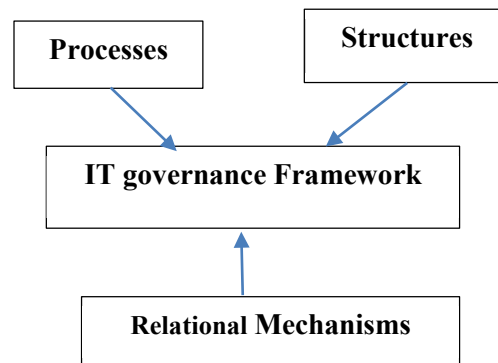 Processes
Structures
IT governance Framework
Relational Mechanisms